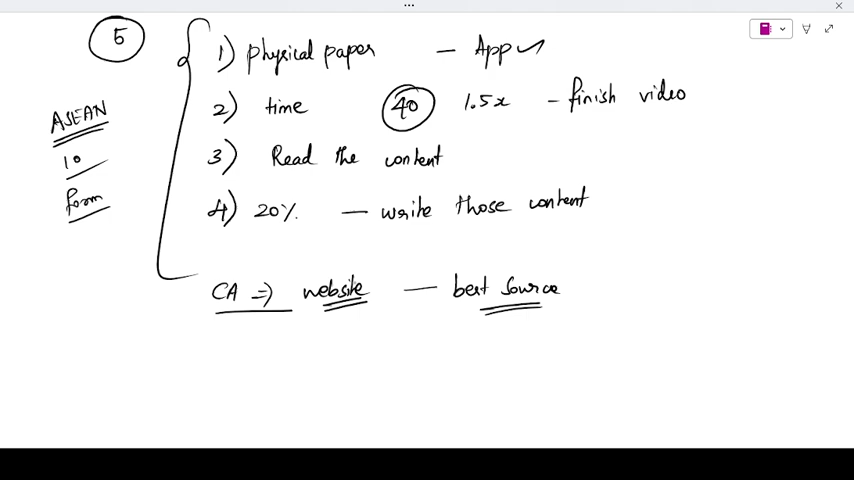 5
1) physical paper — App ✓
2) time 40 1.5x – finish video
ASEAN
10
form
3) Read the content
4) 20% — write those content
CA => website — best source